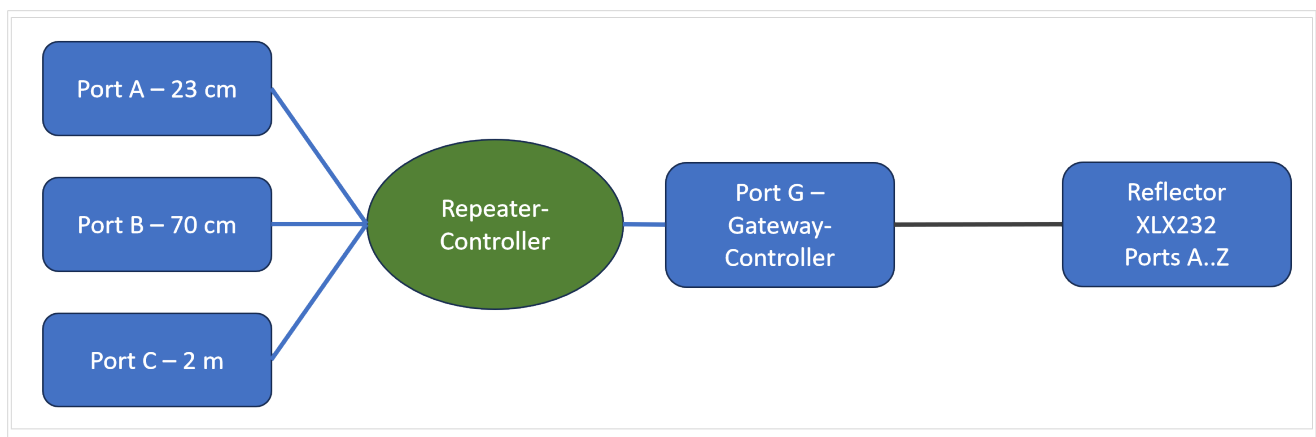 Port A – 23 cm
Port B – 70 cm
Port C – 2 m
Repeater-
Controller
Port G –
Gateway-
Controller
Reflector
XLX232
Ports A..Z